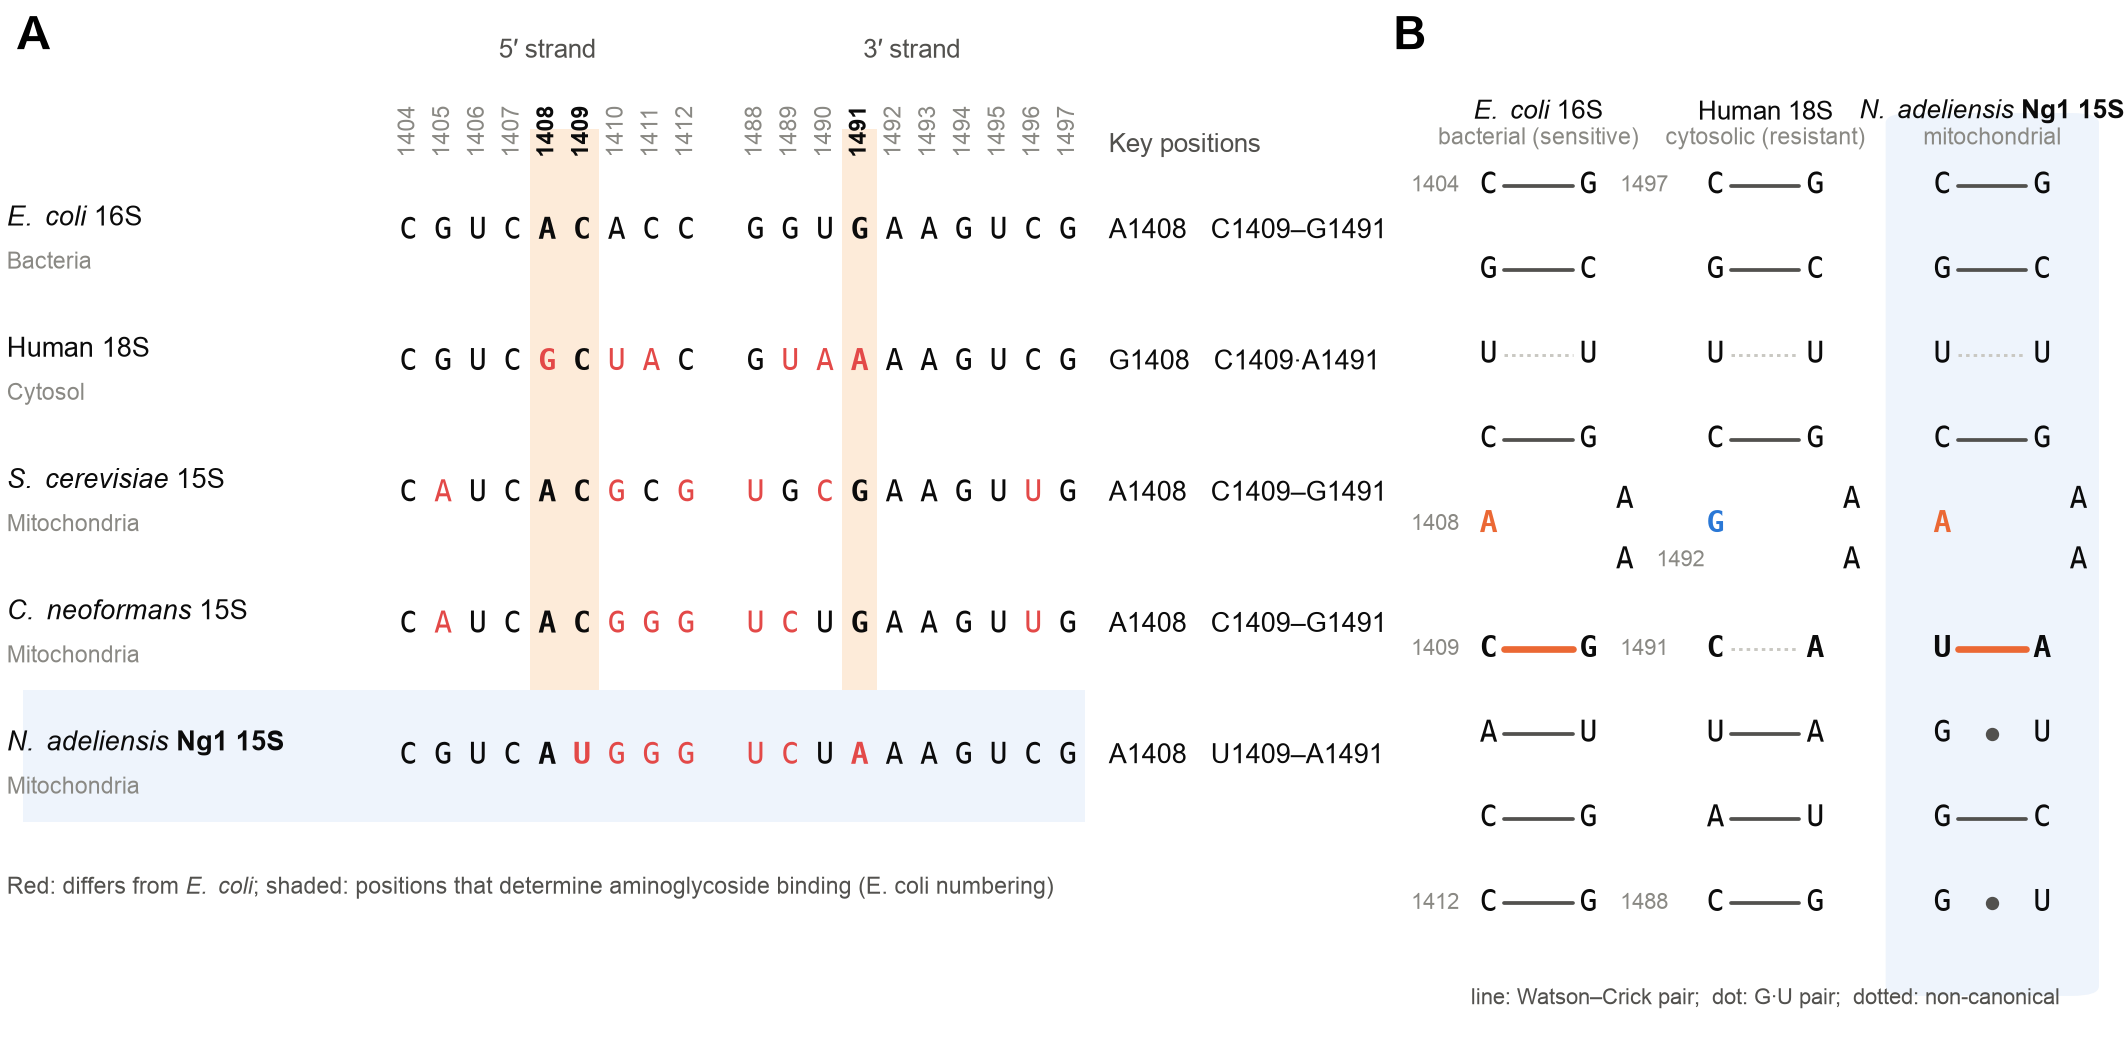 A
B
5′ strand 3′ strand
1404 1405 1406 1407 1408 1409 1410 1411 1412 1488 1489 1490 1491 1492 1493 1494 1495 1496 1497 Key positions
E. coli 16S
Bacteria
C G U C A C A C C G G U G A A G U C G A1408 C1409–G1491
Human 18S
Cytosol
C G U C G C U A C G U A A A A G U C G G1408 C1409·A1491
S. cerevisiae 15S
Mitochondria
C A U C A C G C G U G C G A A G U U G A1408 C1409–G1491
C. neoformans 15S
Mitochondria
C A U C A C G G G U C U G A A G U U G A1408 C1409–G1491
N. adeliensis Ng1 15S
Mitochondria
C G U C A U G G G U C U A A A G U C G A1408 U1409–A1491
Red: differs from E. coli; shaded: positions that determine aminoglycoside binding (E. coli numbering)
E. coli 16S Human 18S N. adeliensis Ng1 15S
bacterial (sensitive) cytosolic (resistant) mitochondrial
1404 C G 1497 C G C G
G C G C G C
U U U U U U
C G C G C G
A A A
1408 A G A
A 1492 A A
1409 C G 1491 C A U A
A U U A G • U
C G A U G C
1412 C G 1488 C G G • U
line: Watson–Crick pair; dot: G·U pair; dotted: non-canonical